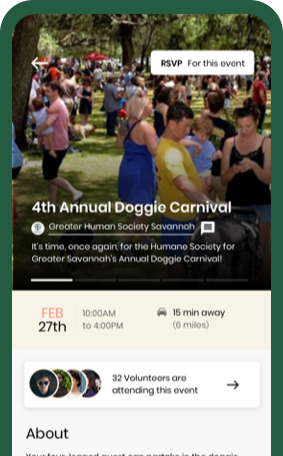 RSVP For this event
4th Annual Doggie Carnival
Greater Human Society Savannah
It's time, once again, for the Humane Society for
Greater Savannah's Annual Doggie Carnival!
FEB
27th
10:00AM
to 4:00PM
15 min away
(6 miles)
32 Volunteers are
attending this event
About